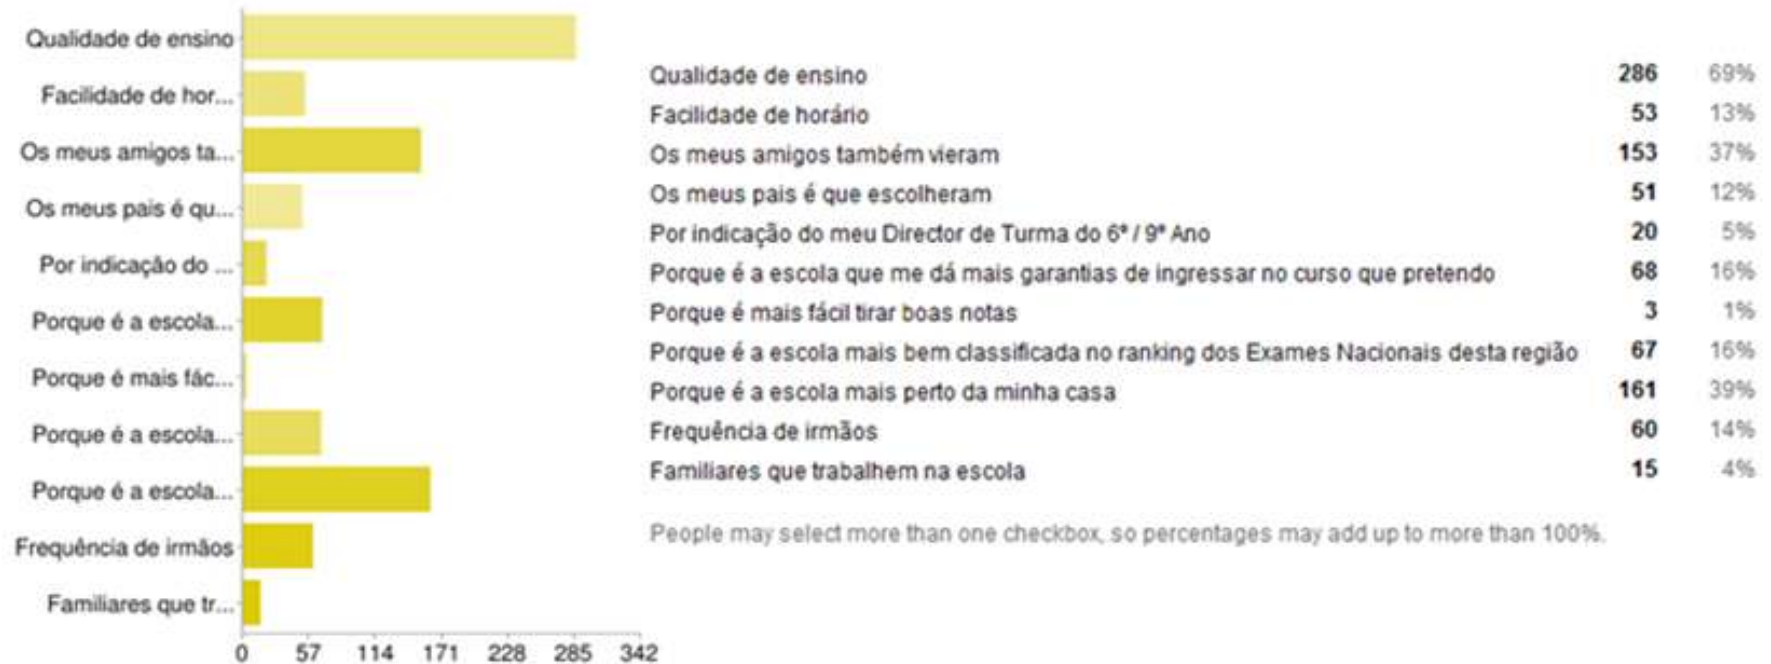 Qualidade de ensino
Facilidade de hor...
Os meus amigos ta...
Os meus pais é qu...
Por indicação do ...
Porque é a escola...
Porque é mais fác...
Porque é a escola...
Porque é a escola...
Frequência de irmãos
Familiares que tr...
0 57 114 171 228 285 342
Qualidade de ensino 286 69%
Facilidade de horário 53 13%
Os meus amigos também vieram 153 37%
Os meus pais é que escolheram 51 12%
Por indicação do meu Director de Turma do 6º / 9º Ano 20 5%
Porque é a escola que me dá mais garantias de ingressar no curso que pretendo 68 16%
Porque é mais fácil tirar boas notas 3 1%
Porque é a escola mais bem classificada no ranking dos Exames Nacionais desta região 67 16%
Porque é a escola mais perto da minha casa 161 39%
Frequência de irmãos 60 14%
Familiares que trabalhem na escola 15 4%
People may select more than one checkbox, so percentages may add up to more than 100%.